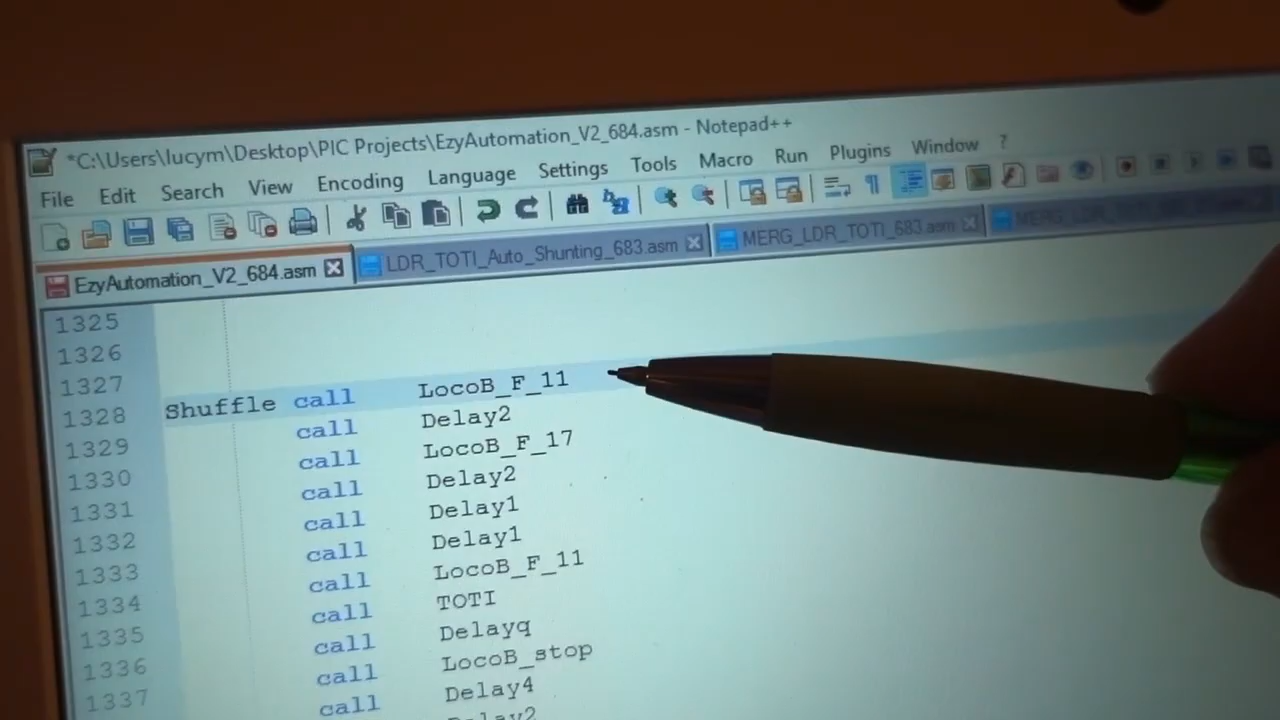 *C:\Users\lucym\Desktop\PIC Projects\EzyAutomation_V2_684.asm - Notepad++
File Edit Search View Encoding Language Settings Tools Macro Run Plugins Window ?
EzyAutomation_V2_684.asm LDR_TOTI_Auto_Shunting_683.asm MERG_LDR_TOTI_683.asm
1325
1326
1327 Shuffle call LocoB_F_11
1328 call Delay2
1329 call LocoB_F_17
1330 call Delay2
1331 call Delay1
1332 call Delay1
1333 call LocoB_F_11
1334 call TOTI
1335 call Delayq
1336 call LocoB_stop
1337 call Delay4
Delay2